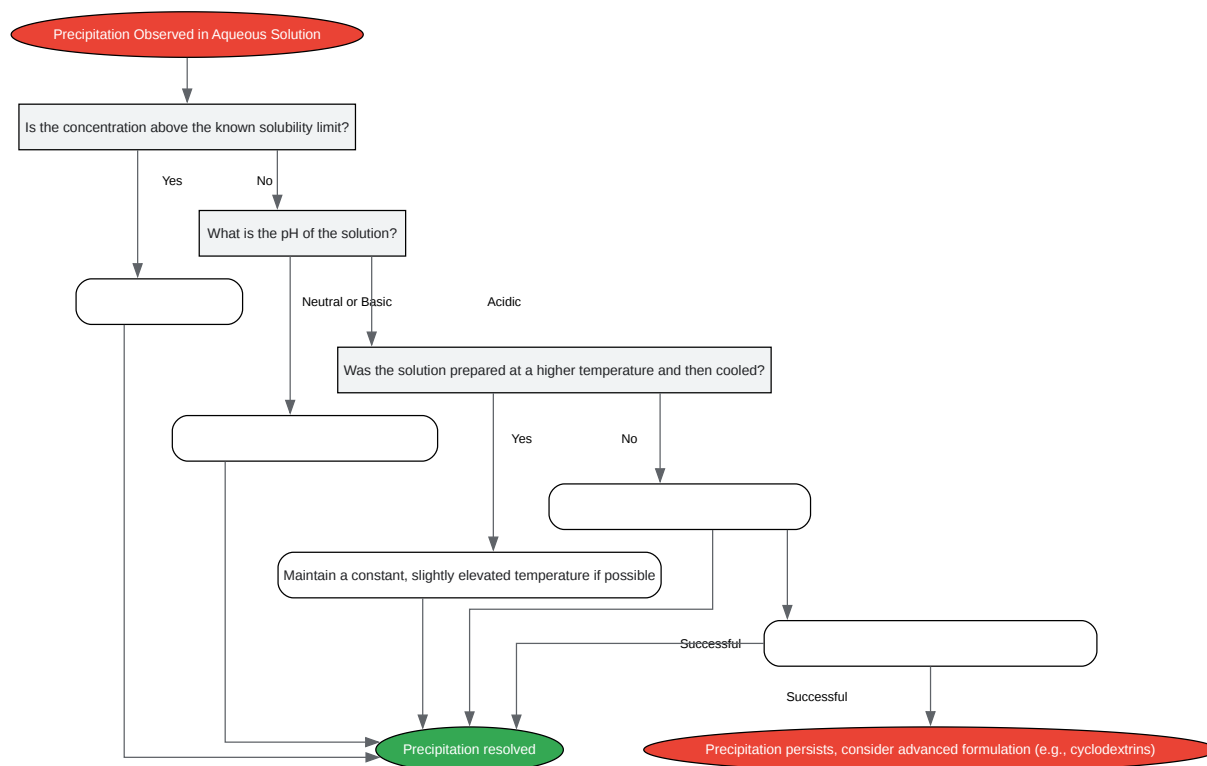 Precipitation Observed in Aqueous Solution
Is the concentration above the known solubility limit?
Yes
No
What is the pH of the solution?
Neutral or Basic
Acidic
Was the solution prepared at a higher temperature and then cooled?
Yes
No
Maintain a constant, slightly elevated temperature if possible
Successful
Successful
Precipitation resolved
Precipitation persists, consider advanced formulation (e.g., cyclodextrins)